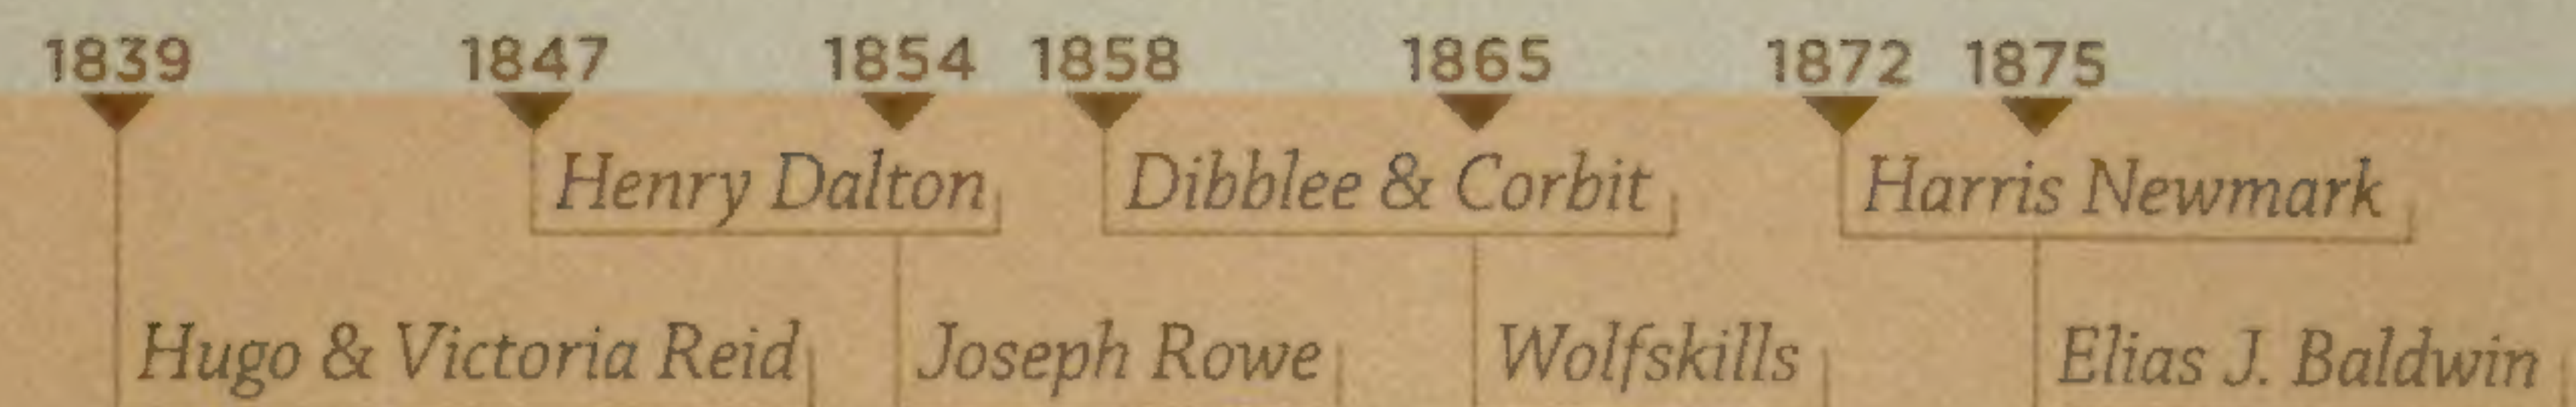 1839 1847 1854 1858 1865 1872 1875
Henry Dalton Dibblee & Corbit Harris Newmark
Hugo & Victoria Reid Joseph Rowe Wolfskills Elias J. Baldwin